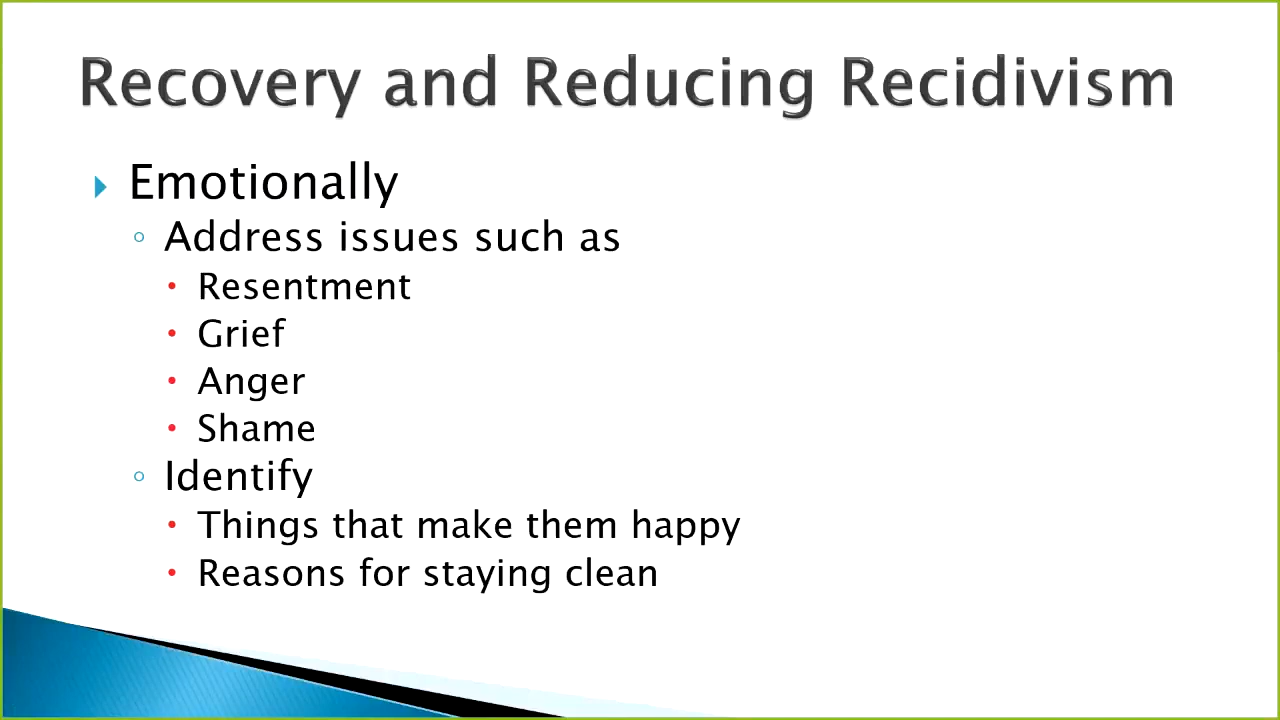 Recovery and Reducing Recidivism
Emotionally
Address issues such as
Resentment
Grief
Anger
Shame
Identify
Things that make them happy
Reasons for staying clean